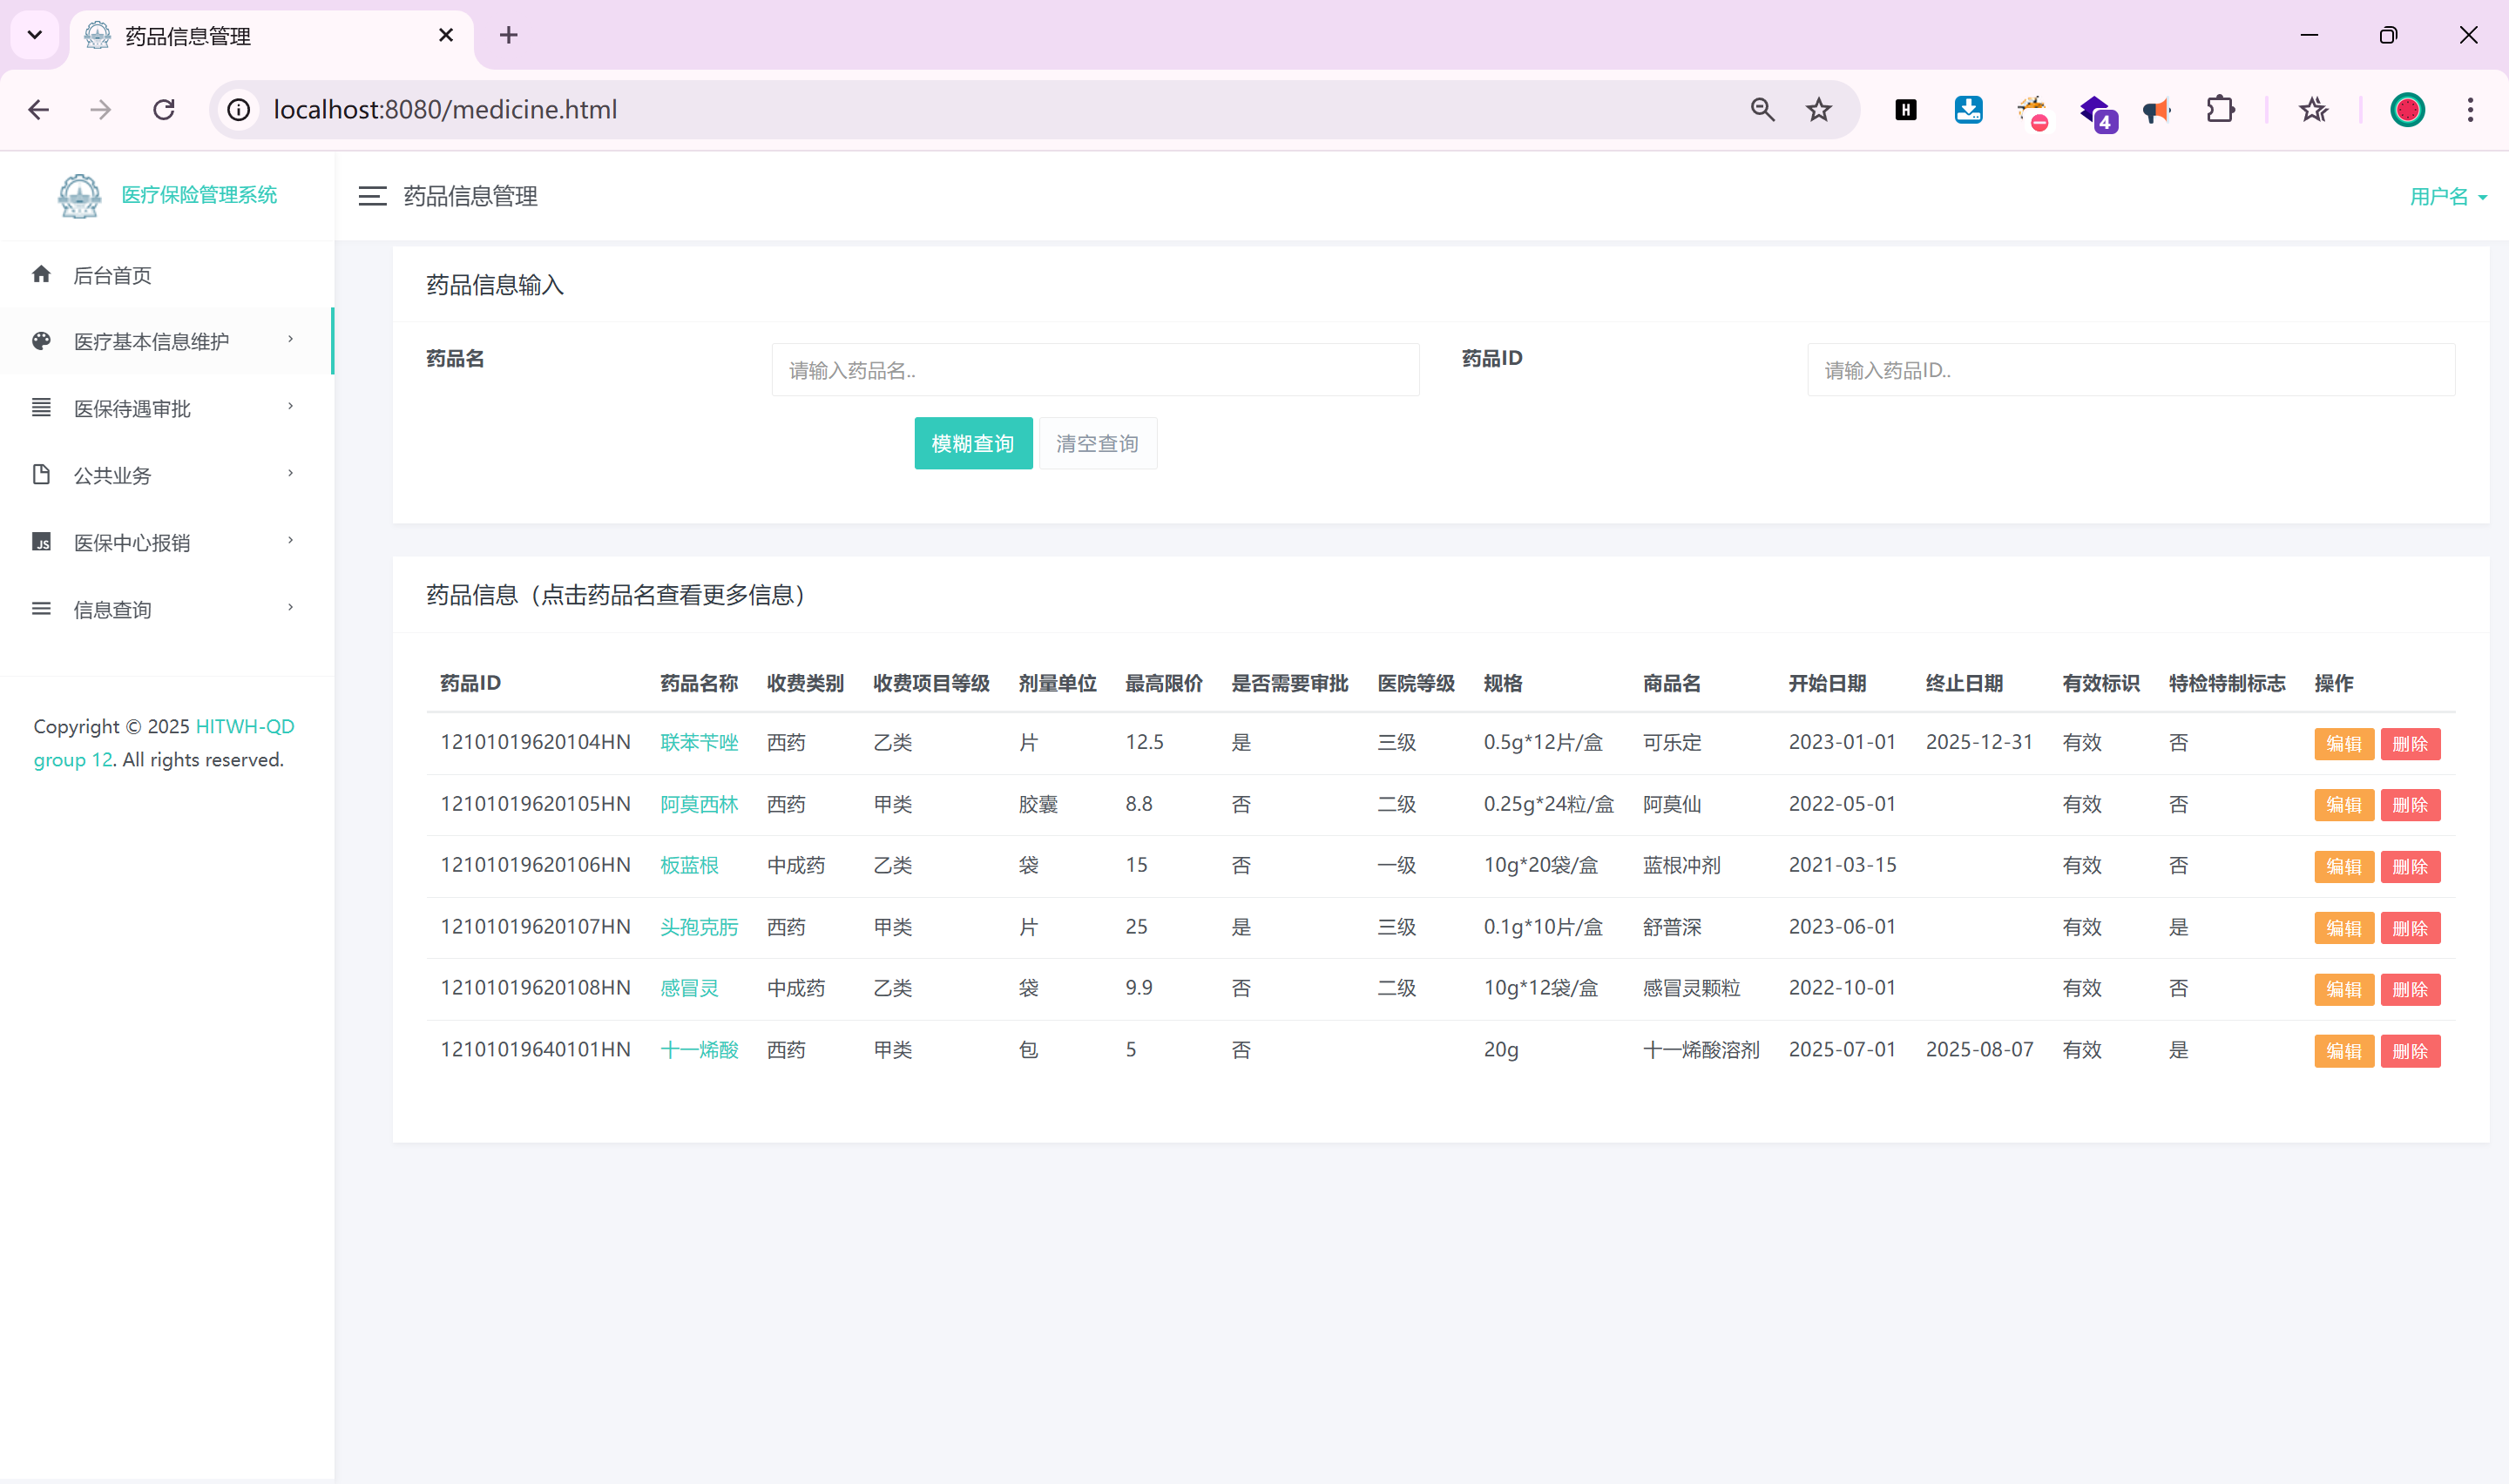 药品信息管理
localhost:8080/medicine.html
H
4
医疗保险管理系统
药品信息管理
用户名
后台首页
医疗基本信息维护
医保待遇审批
公共业务
JS 医保中心报销
信息查询
Copyright © 2025 HITWH-QD
group 12. All rights reserved.
药品信息输入
药品名 请输入药品名.. 药品ID 请输入药品ID..
模糊查询 清空查询
药品信息（点击药品名查看更多信息）
药品ID 药品名称 收费类别 收费项目等级 剂量单位 最高限价 是否需要审批 医院等级 规格 商品名 开始日期 终止日期 有效标识 特检特制标志 操作
12101019620104HN 联苯苄唑 西药 乙类 片 12.5 是 三级 0.5g*12片/盒 可乐定 2023-01-01 2025-12-31 有效 否 编辑 删除
12101019620105HN 阿莫西林 西药 甲类 胶囊 8.8 否 二级 0.25g*24粒/盒 阿莫仙 2022-05-01 有效 否 编辑 删除
12101019620106HN 板蓝根 中成药 乙类 袋 15 否 一级 10g*20袋/盒 蓝根冲剂 2021-03-15 有效 否 编辑 删除
12101019620107HN 头孢克肟 西药 甲类 片 25 是 三级 0.1g*10片/盒 舒普深 2023-06-01 有效 是 编辑 删除
12101019620108HN 感冒灵 中成药 乙类 袋 9.9 否 二级 10g*12袋/盒 感冒灵颗粒 2022-10-01 有效 否 编辑 删除
12101019640101HN 十一烯酸 西药 甲类 包 5 否 20g 十一烯酸溶剂 2025-07-01 2025-08-07 有效 是 编辑 删除